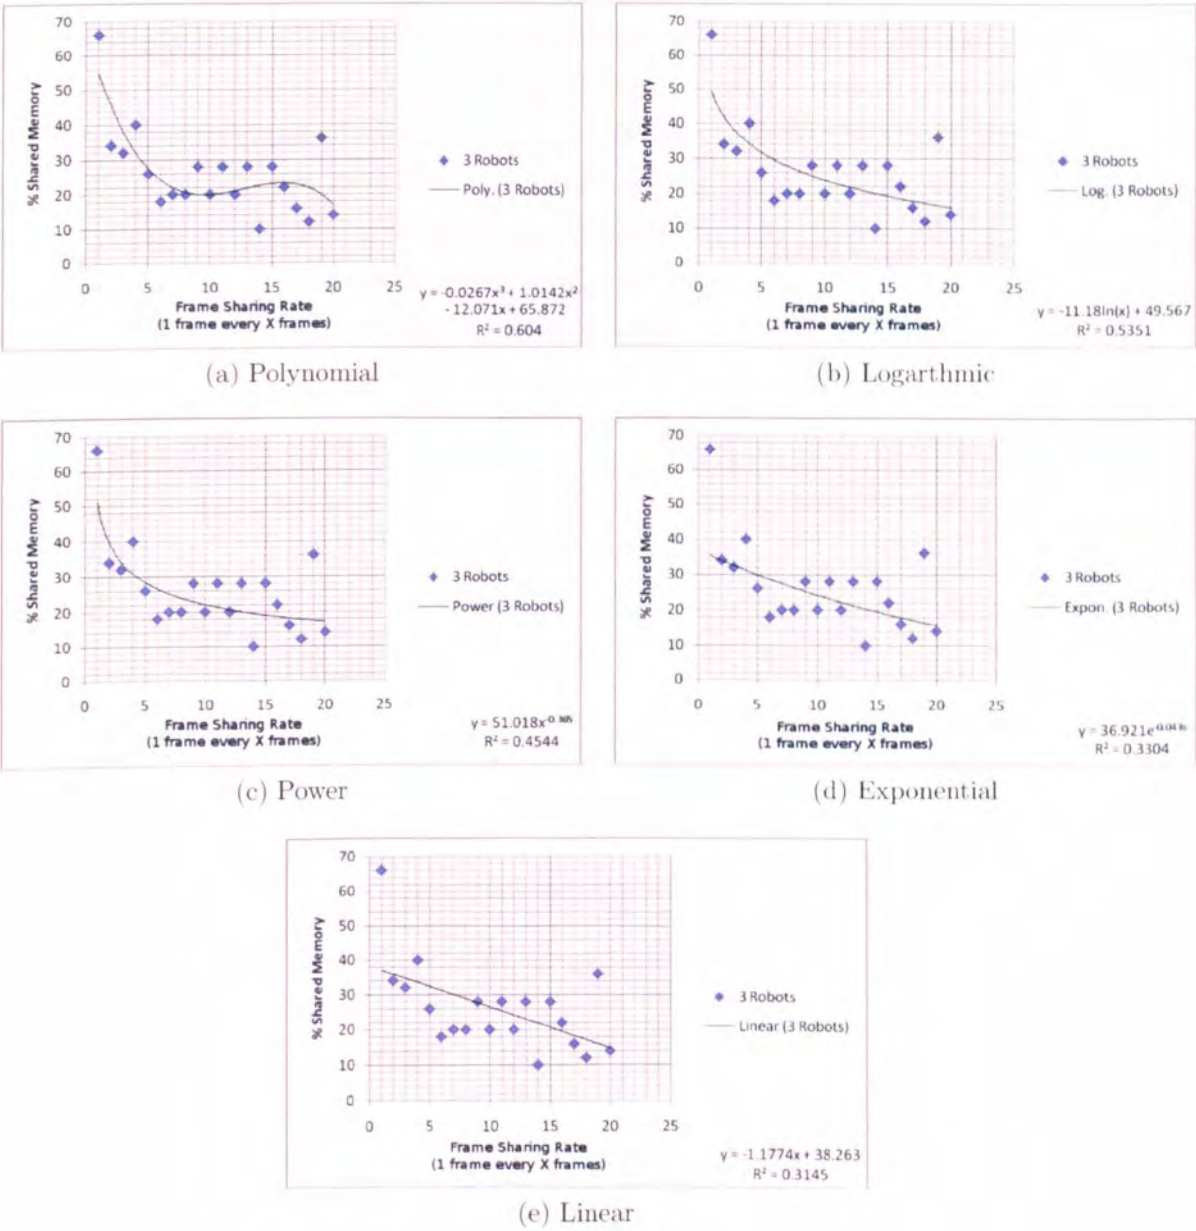 70
60
50
40
30
20
10
0
0 5 10 15 20 25
% Shared Memory
Frame Sharing Rate
(1 frame every X frames)
3 Robots
Poly. (3 Robots)
y = -0.0267x³ + 1.0142x²
- 12.071x + 65.872
R² = 0.604
(a) Polynomial
70
60
50
40
30
20
10
0
0 5 10 15 20 25
% Shared Memory
Frame Sharing Rate
(1 frame every X frames)
3 Robots
Log. (3 Robots)
y = -11.18ln(x) + 49.567
R² = 0.5351
(b) Logarthmic
70
60
50
40
30
20
10
0
0 5 10 15 20 25
% Shared Memory
Frame Sharing Rate
(1 frame every X frames)
3 Robots
Power (3 Robots)
y = 51.018x
R² = 0.4544
(c) Power
70
60
50
40
30
20
10
0
0 5 10 15 20 25
% Shared Memory
Frame Sharing Rate
(1 frame every X frames)
3 Robots
Expon. (3 Robots)
y = 36.921e
R² = 0.3304
(d) Exponential
70
60
50
40
30
20
10
0
0 5 10 15 20 25
% Shared Memory
Frame Sharing Rate
(1 frame every X frames)
3 Robots
Linear (3 Robots)
y = -1.1774x + 38.263
R² = 0.3145
(e) Linear